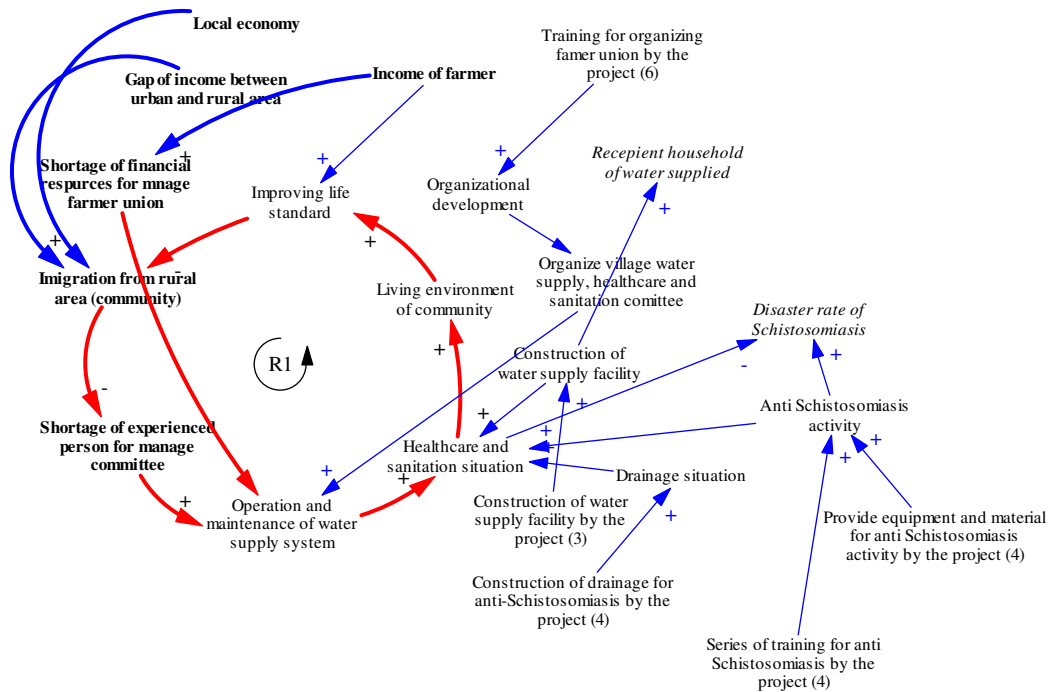 Local economy
Gap of income between
urban and rural area
Income of farmer
Training for organizing
famer union by the
project (6)
+
Shortage of financial
respurces for mnage
farmer union
+
Improving life
standard
+
Organizational
development
Recepient household
of water supplied
+
+
Imigration from rural
area (community)
-
+
Living environment
of community
Organize village water
supply, healthcare and
sanitation comittee
Disaster rate of
Schistosomiasis
R1
+
Construction of
water supply facility
-
+
-
+
+
Anti Schistosomiasis
activity
Shortage of experienced
person for manage
committee
Healthcare and
sanitation situation
+
+
+
+
+
+
Drainage situation
+
Operation and
maintenance of water
supply system
Construction of water
supply facility by the
project (3)
+
Provide equipment and material
for anti Schistosomiasis
activity by the project (4)
Construction of drainage for
anti-Schistosomiasis by the
project (4)
Series of training for anti
Schistosomiasis by the
project (4)